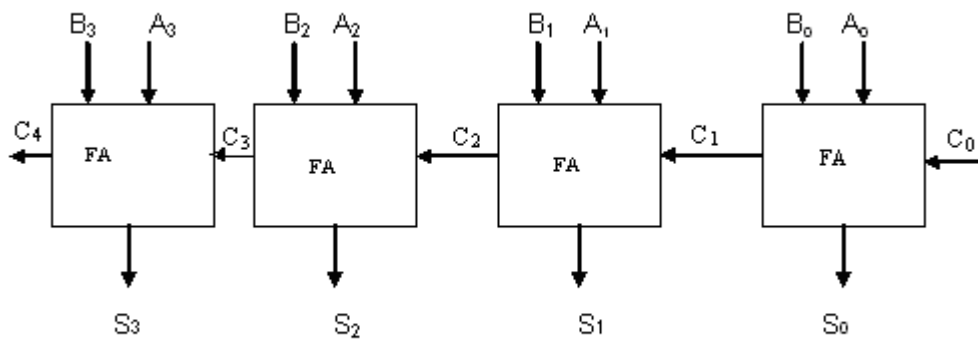 B₃ A₃ B₂ A₂ B₁ A₁ B₀ A₀
C₄ C₃ C₂ C₁ C₀
FA FA FA FA
S₃ S₂ S₁ S₀